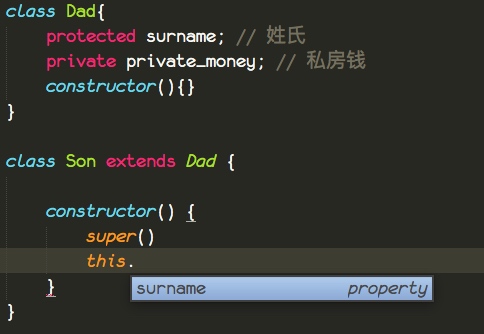 class Dad{
    protected surname; // 姓氏
    private private_money; // 私房钱
    constructor(){}
}

class Son extends Dad {

    constructor() {
        super()
        this.
surname property
    }
}